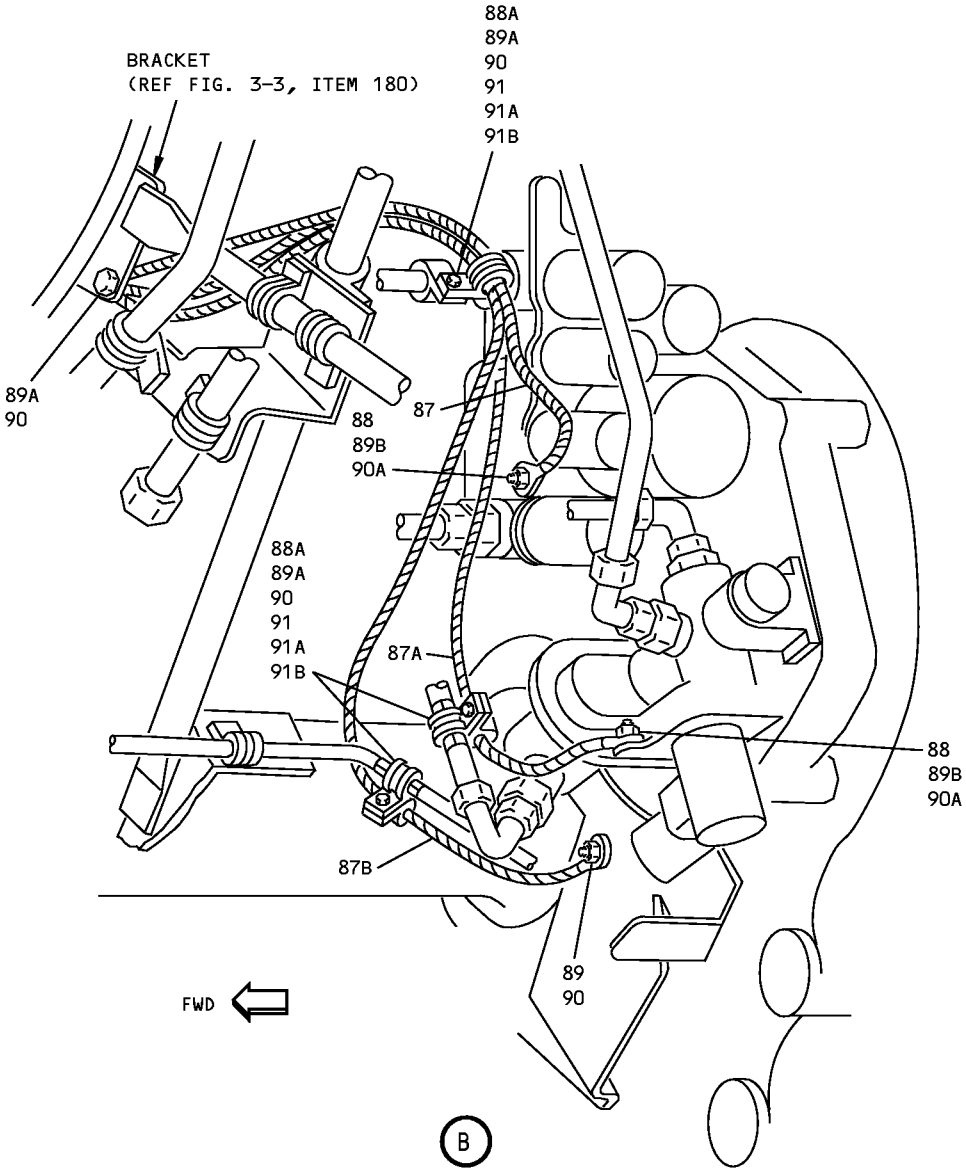 88A
89A
90
91
91A
91B
BRACKET
(REF FIG. 3-3, ITEM 180)
89A
90
87
88
89B
90A
88A
89A
90
91
91A
91B
87A
88
89B
90A
87B
89
90
FWD
B